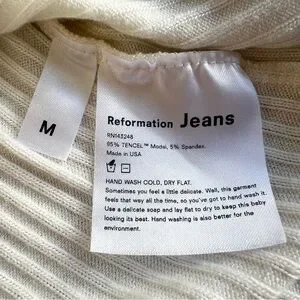 M
Reformation Jeans
RN143248
95% TENCEL™ Modal, 5% Spandex.
Made in USA
HAND WASH COLD, DRY FLAT.
Sometimes you feel a little delicate. Well, this garment
feels that way all the time, so you've got to hand wash it.
Use a delicate soap and lay flat to dry to keep this baby
looking its best. Hand washing is also better for the
environment.